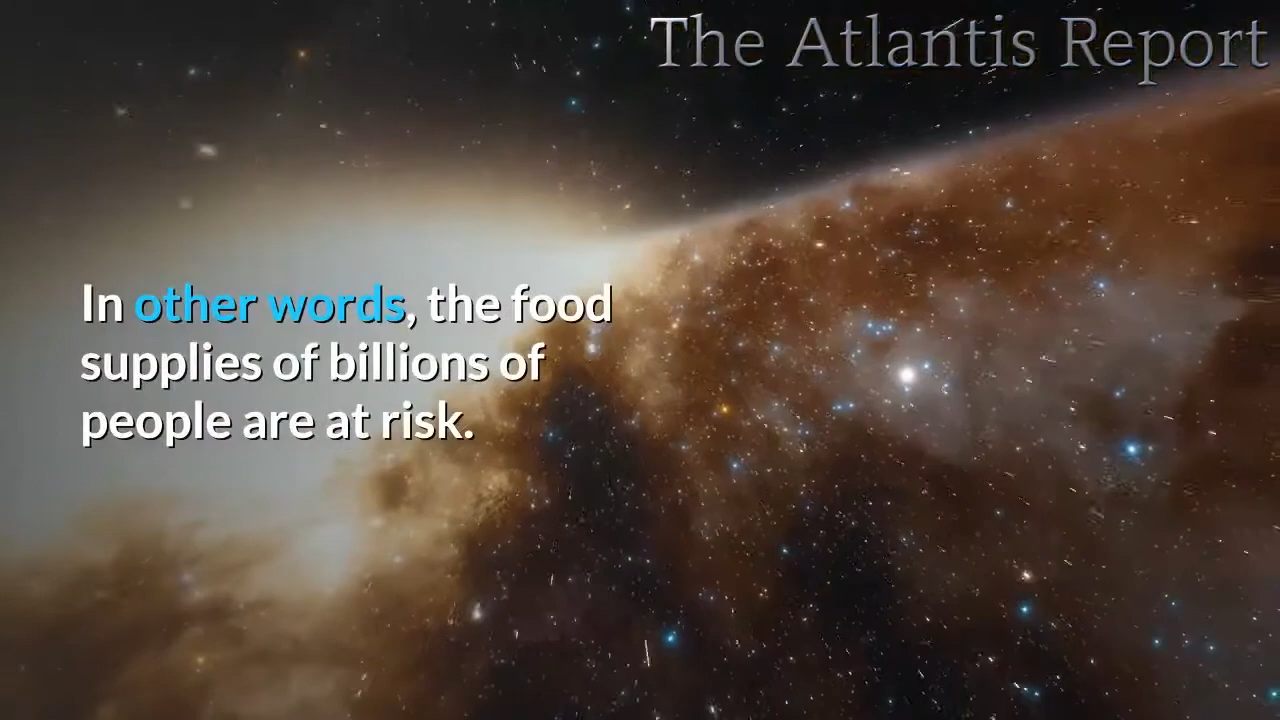 The Atlantis Report
In other words, the food
supplies of billions of
people are at risk.